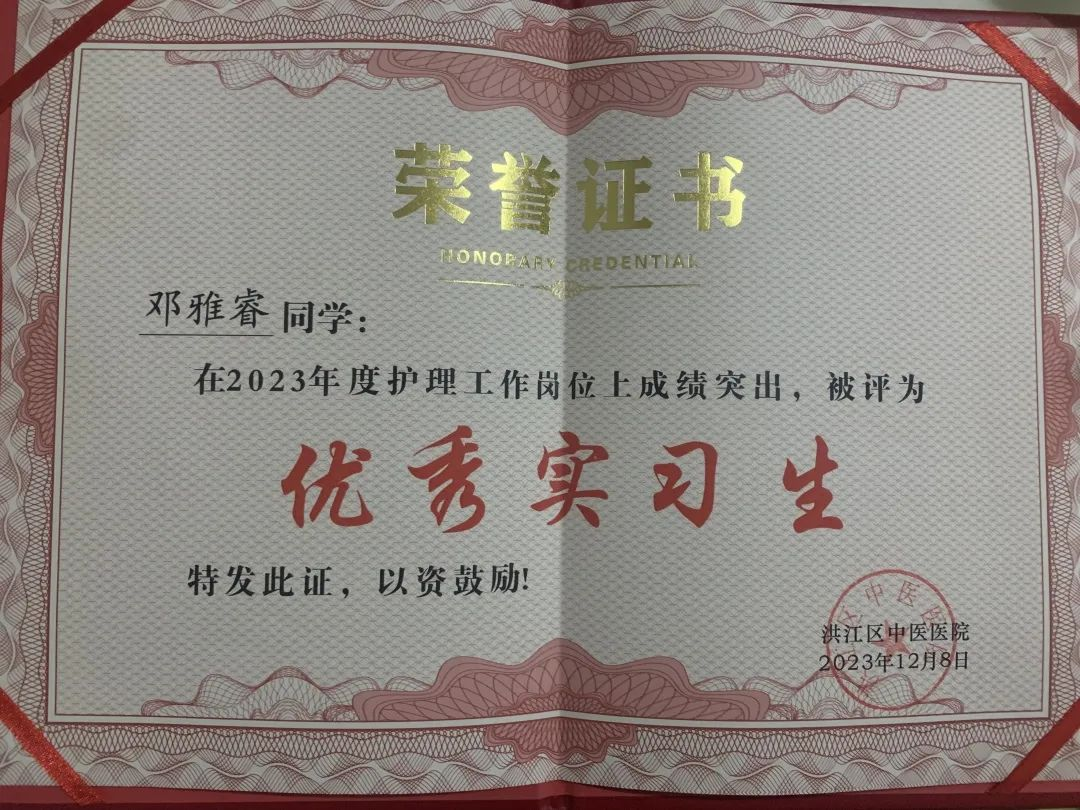 荣誉证书
HONORARY CREDENTIAL
邓雅睿 同学：
在2023年度护理工作岗位上成绩突出，被评为
优秀实习生
特发此证，以资鼓励!
洪江区中医医院
2023年12月8日